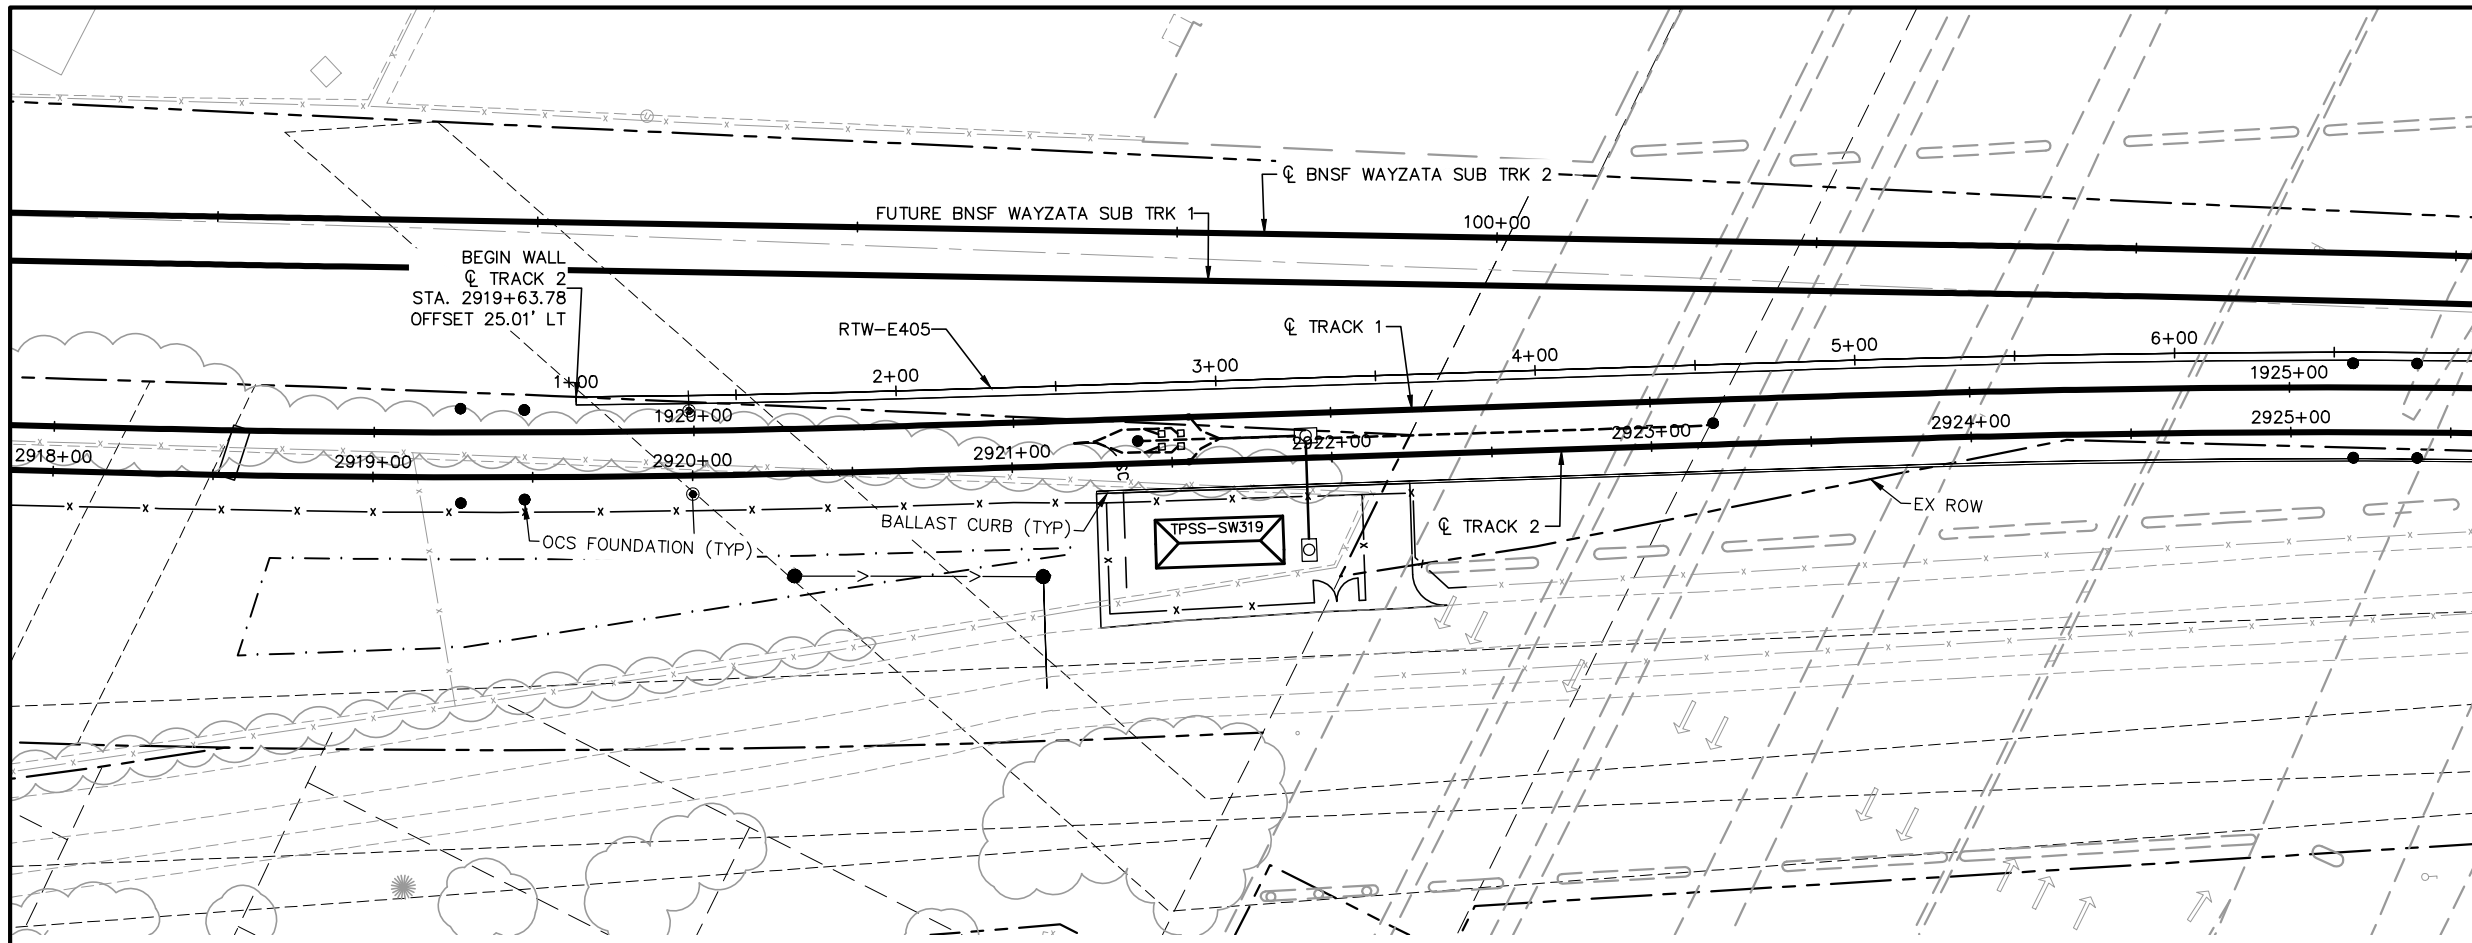 ℄ BNSF WAYZATA SUB TRK 2
FUTURE BNSF WAYZATA SUB TRK 1
100+00
BEGIN WALL
℄ TRACK 2
STA. 2919+63.78
OFFSET 25.01' LT
RTW-E405
℄ TRACK 1
1+00
2+00
3+00
4+00
5+00
6+00
1920+00
1925+00
2918+00
2919+00
2920+00
2921+00
2922+00
2923+00
2924+00
2925+00
SC
OCS FOUNDATION (TYP)
BALLAST CURB (TYP)
TPSS-SW319
℄ TRACK 2
EX ROW